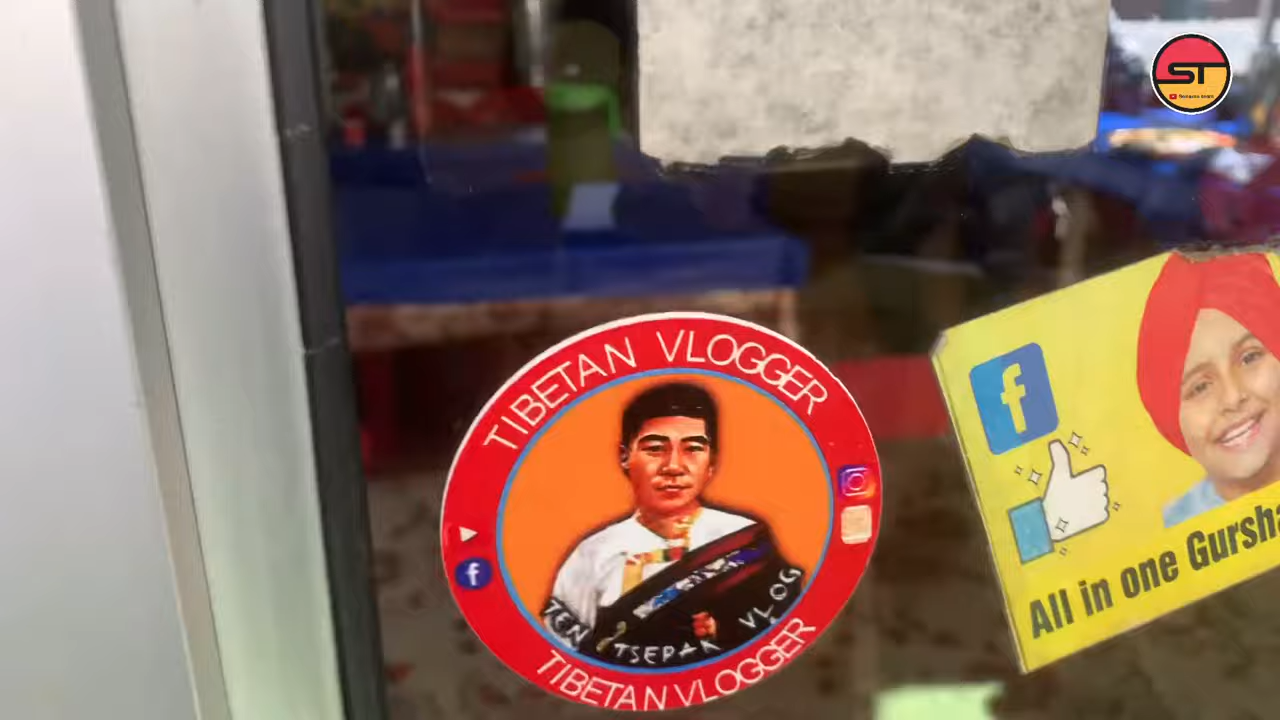 ST
TIBETAN VLOGGER
TEN TSEPAK VLOG
TIBETAN VLOGGER
f
f
All in one Gursha